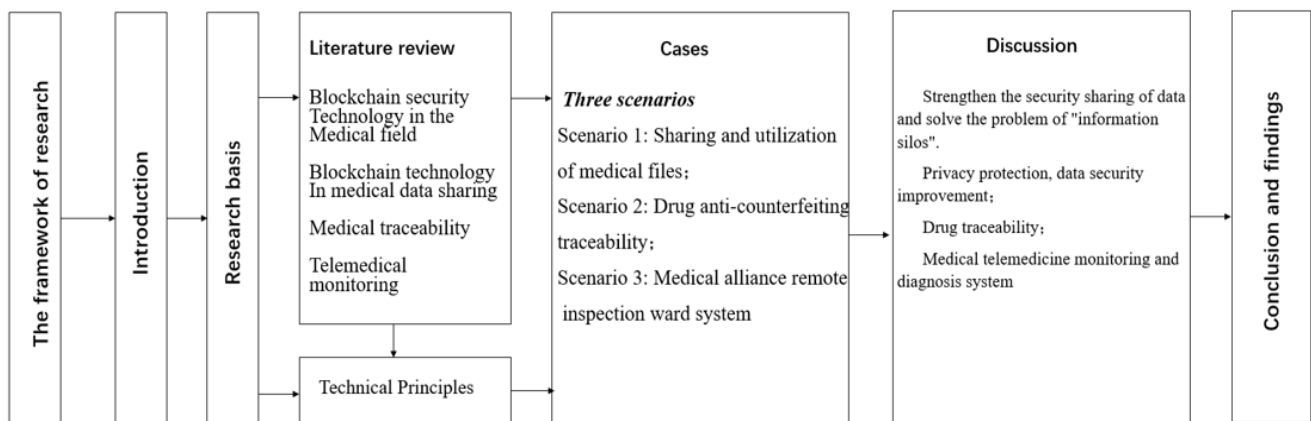 The framework of research
Introduction
Research basis
Literature review
Blockchain security
Technology in the
Medical field
Blockchain technology
In medical data sharing
Medical traceability
Telemedical
monitoring
Technical Principles
Cases
Three scenarios
Scenario 1: Sharing and utilization
of medical files;
Scenario 2: Drug anti-counterfeiting
traceability;
Scenario 3: Medical alliance remote
inspection ward system
Discussion
Strengthen the security sharing of data
and solve the problem of "information
silos".
Privacy protection, data security
improvement;
Drug traceability;
Medical telemedicine monitoring and
diagnosis system
Conclusion and findings